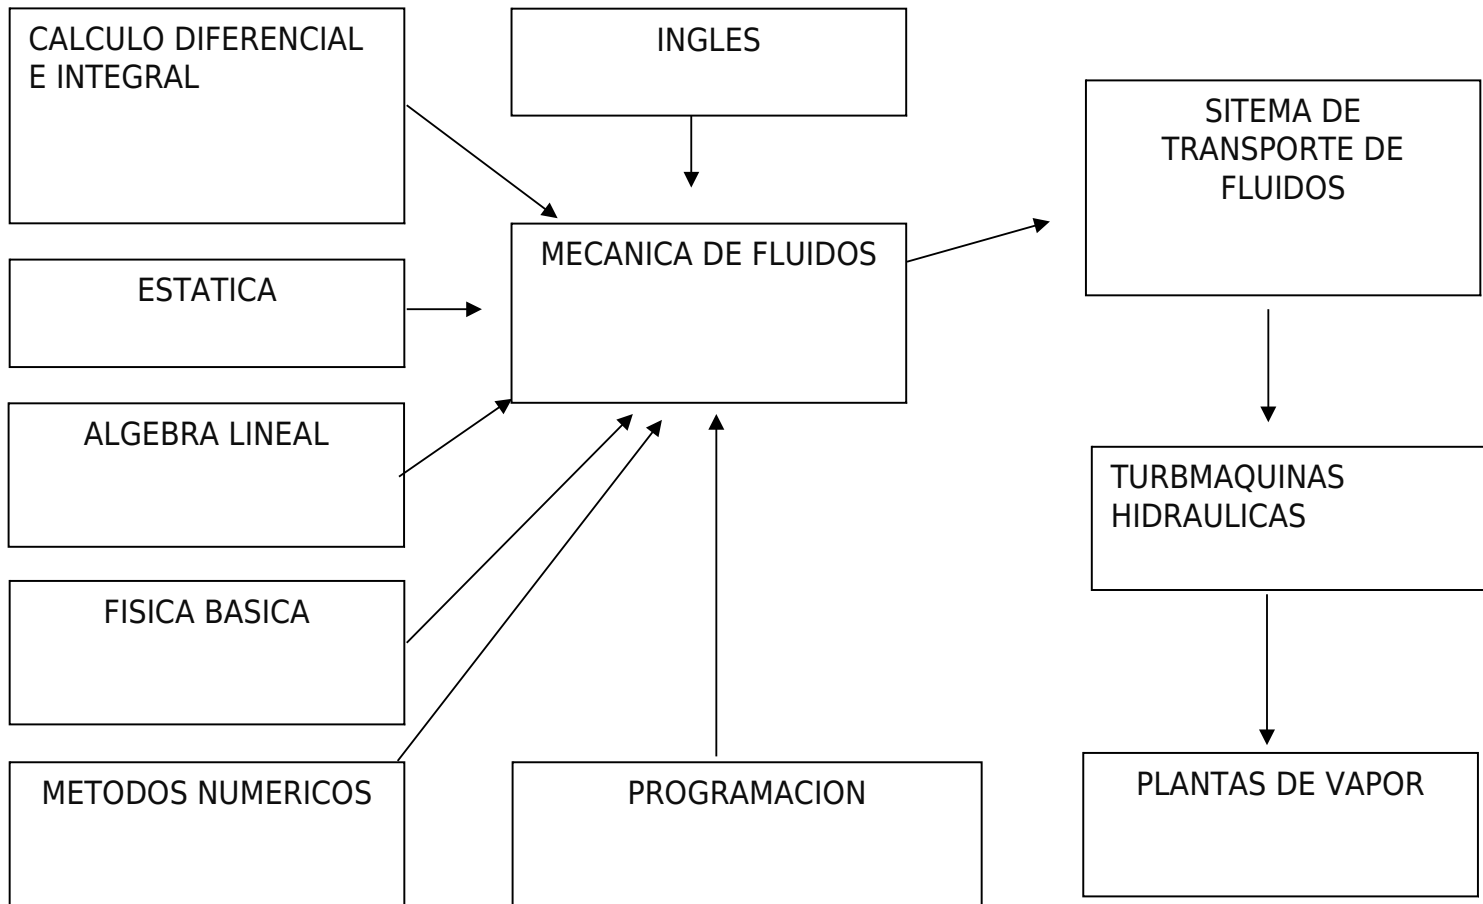 CALCULO DIFERENCIAL
E INTEGRAL
INGLES
SITEMA DE
TRANSPORTE DE
FLUIDOS
MECANICA DE FLUIDOS
ESTATICA
ALGEBRA LINEAL
TURBMAQUINAS
HIDRAULICAS
FISICA BASICA
METODOS NUMERICOS
PROGRAMACION
PLANTAS DE VAPOR